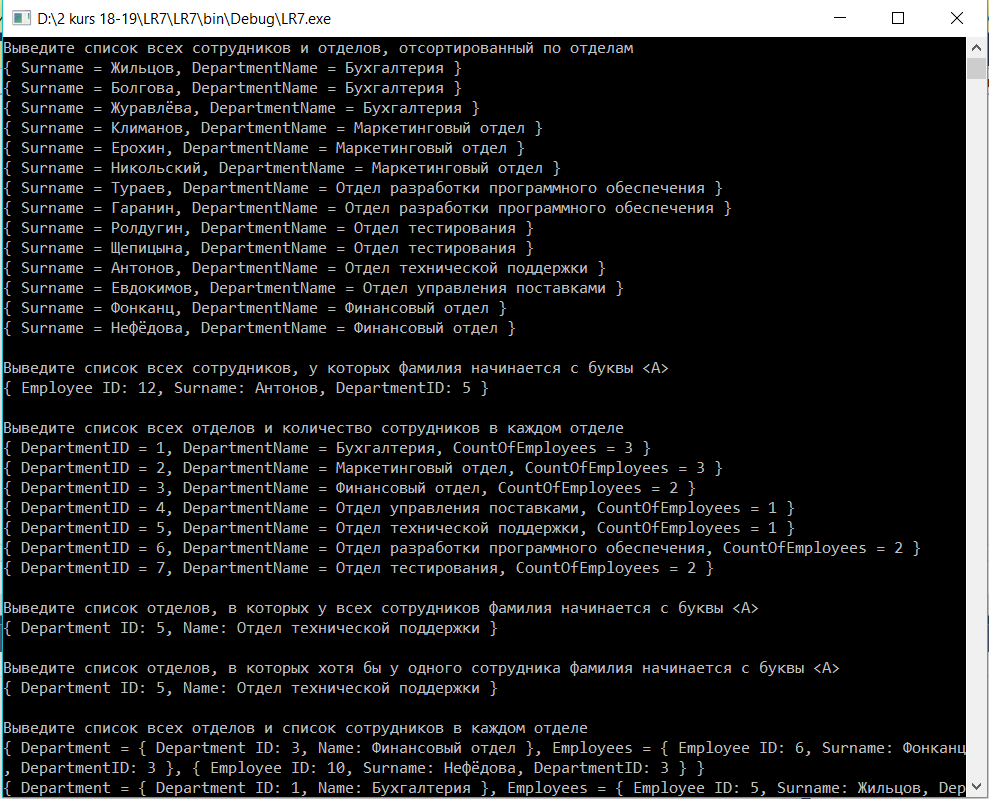 D:\2 kurs 18-19\LR7\LR7\bin\Debug\LR7.exe
Выведите список всех сотрудников и отделов, отсортированный по отделам
{ Surname = Жильцов, DepartmentName = Бухгалтерия }
{ Surname = Болгова, DepartmentName = Бухгалтерия }
{ Surname = Журавлёва, DepartmentName = Бухгалтерия }
{ Surname = Климанов, DepartmentName = Маркетинговый отдел }
{ Surname = Ерохин, DepartmentName = Маркетинговый отдел }
{ Surname = Никольский, DepartmentName = Маркетинговый отдел }
{ Surname = Тураев, DepartmentName = Отдел разработки программного обеспечения }
{ Surname = Гаранин, DepartmentName = Отдел разработки программного обеспечения }
{ Surname = Ролдугин, DepartmentName = Отдел тестирования }
{ Surname = Щепицына, DepartmentName = Отдел тестирования }
{ Surname = Антонов, DepartmentName = Отдел технической поддержки }
{ Surname = Евдокимов, DepartmentName = Отдел управления поставками }
{ Surname = Фонканц, DepartmentName = Финансовый отдел }
{ Surname = Нефёдова, DepartmentName = Финансовый отдел }
Выведите список всех сотрудников, у которых фамилия начинается с буквы <А>
{ Employee ID: 12, Surname: Антонов, DepartmentID: 5 }
Выведите список всех отделов и количество сотрудников в каждом отделе
{ DepartmentID = 1, DepartmentName = Бухгалтерия, CountOfEmployees = 3 }
{ DepartmentID = 2, DepartmentName = Маркетинговый отдел, CountOfEmployees = 3 }
{ DepartmentID = 3, DepartmentName = Финансовый отдел, CountOfEmployees = 2 }
{ DepartmentID = 4, DepartmentName = Отдел управления поставками, CountOfEmployees = 1 }
{ DepartmentID = 5, DepartmentName = Отдел технической поддержки, CountOfEmployees = 1 }
{ DepartmentID = 6, DepartmentName = Отдел разработки программного обеспечения, CountOfEmployees = 2 }
{ DepartmentID = 7, DepartmentName = Отдел тестирования, CountOfEmployees = 2 }
Выведите список отделов, в которых у всех сотрудников фамилия начинается с буквы <А>
{ Department ID: 5, Name: Отдел технической поддержки }
Выведите список отделов, в которых хотя бы у одного сотрудника фамилия начинается с буквы <А>
{ Department ID: 5, Name: Отдел технической поддержки }
Выведите список всех отделов и список сотрудников в каждом отделе
{ Department = { Department ID: 3, Name: Финансовый отдел }, Employees = { Employee ID: 6, Surname: Фонканц
, DepartmentID: 3 }, { Employee ID: 10, Surname: Нефёдова, DepartmentID: 3 } }
{ Department = { Department ID: 1, Name: Бухгалтерия }, Employees = { Employee ID: 5, Surname: Жильцов, Dep